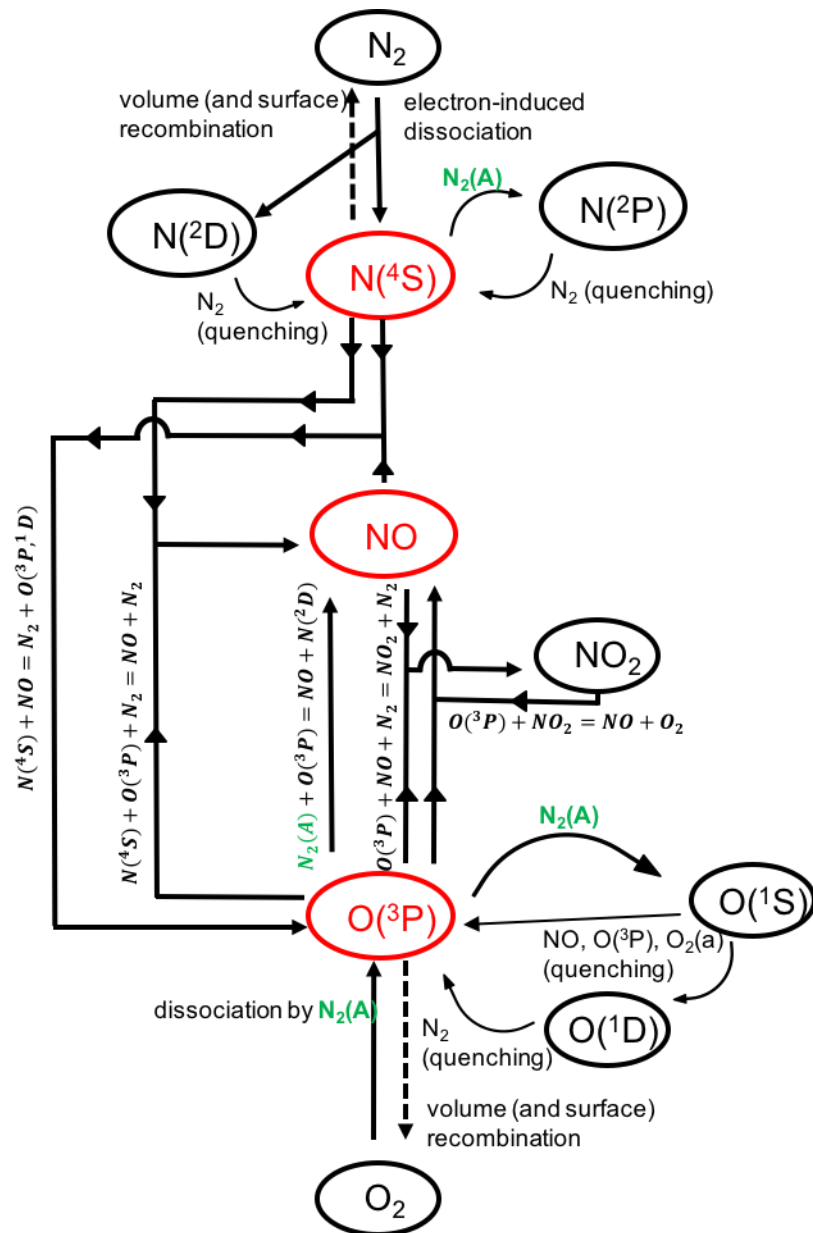 N₂
volume (and surface)
recombination
electron-induced
dissociation
N₂(A)
N(²D)
N(²P)
N(⁴S)
N₂
(quenching)
N₂ (quenching)
NO
N(⁴S) + NO = N₂ + O(³P,¹D)
N(⁴S) + O(³P) + N₂ = NO + N₂
N₂(A) + O(³P) = NO + N(²D)
O(³P) + NO + N₂ = NO₂ + N₂
NO₂
O(³P) + NO₂ = NO + O₂
N₂(A)
O(³P)
O(¹S)
NO, O(³P), O₂(a)
(quenching)
dissociation by N₂(A)
N₂
(quenching)
O(¹D)
volume (and surface)
recombination
O₂